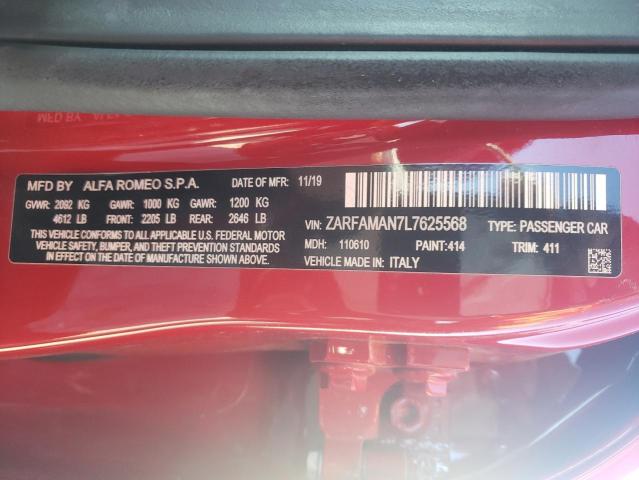 MFD BY ALFA ROMEO S.P.A. DATE OF MFR: 11/19
GVWR: 2092 KG GAWR: 1000 KG GAWR: 1200 KG
4612 LB FRONT: 2205 LB REAR: 2646 LB
THIS VEHICLE CONFORMS TO ALL APPLICABLE U.S. FEDERAL MOTOR
VEHICLE SAFETY, BUMPER, AND THEFT PREVENTION STANDARDS
IN EFFECT ON THE DATE OF MANUFACTURE SHOWN ABOVE.
VIN: ZARFAMAN7L7625568 TYPE: PASSENGER CAR
MDH: 110610 PAINT: 414 TRIM: 411
VEHICLE MADE IN: ITALY